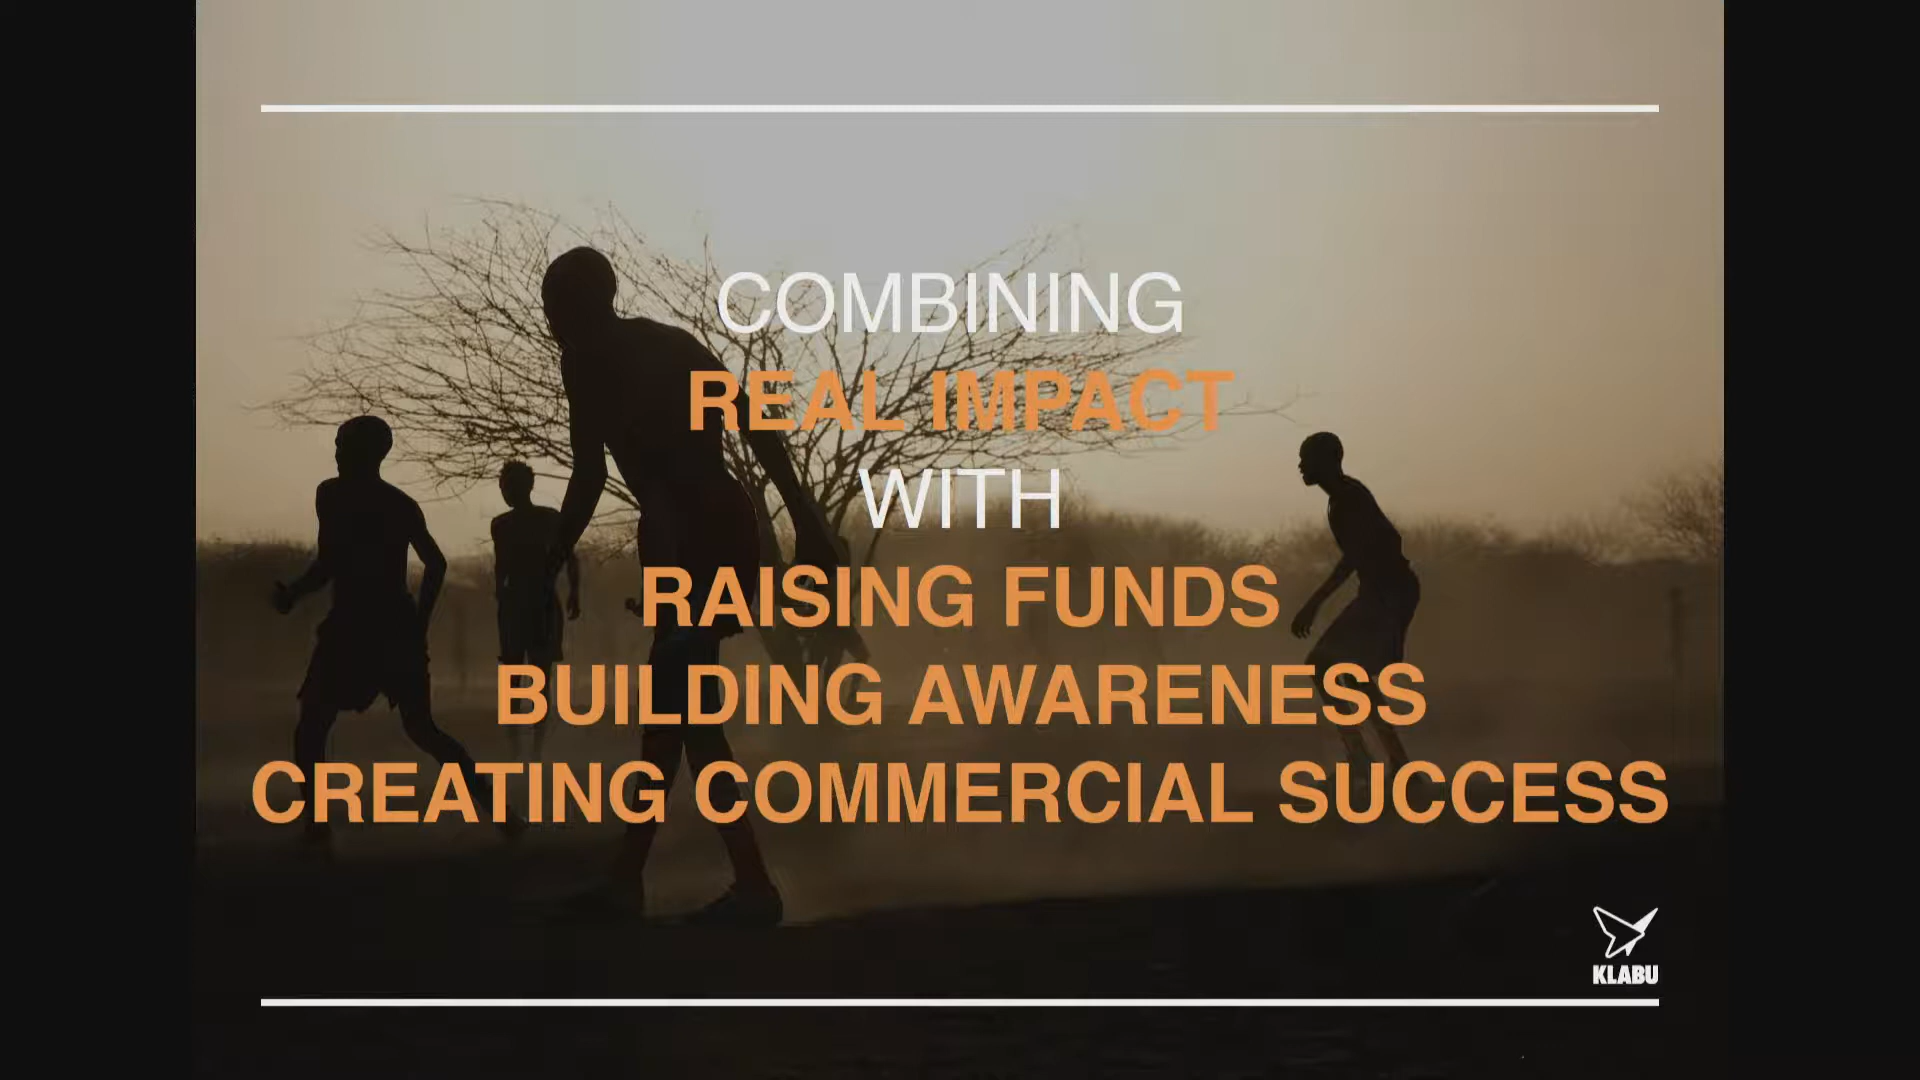 COMBINING
REAL IMPACT
WITH
RAISING FUNDS
BUILDING AWARENESS
CREATING COMMERCIAL SUCCESS
KLABU